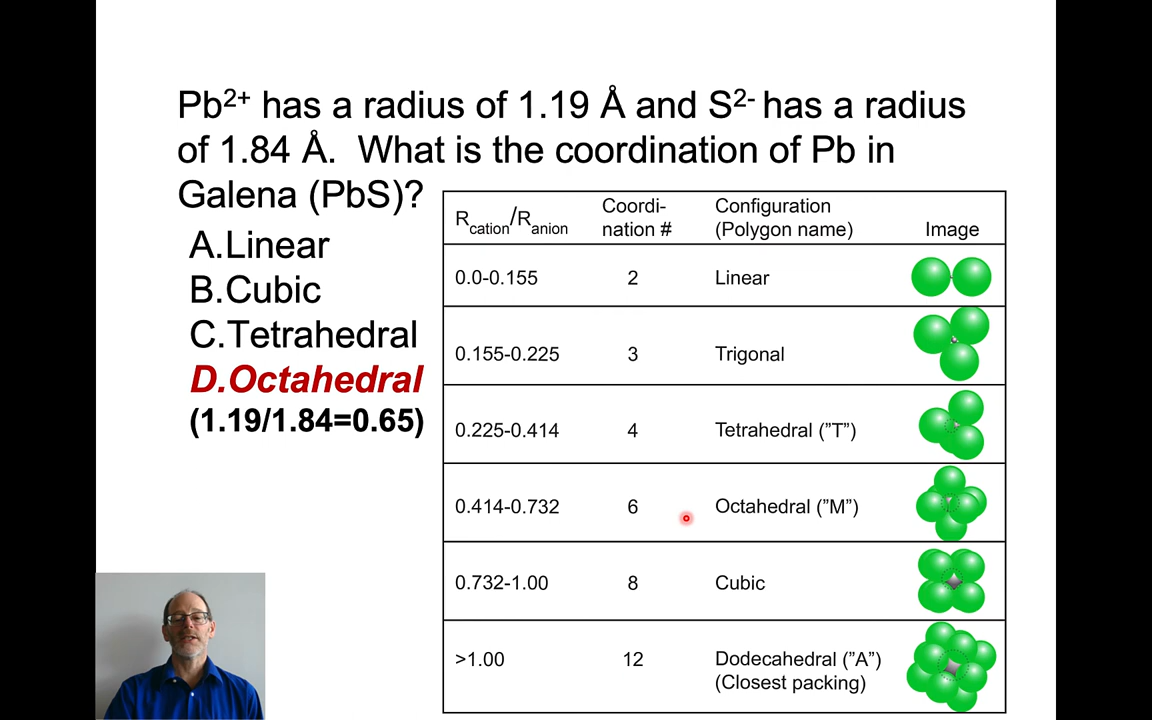 Pb2+ has a radius of 1.19 Å and S2- has a radius
of 1.84 Å. What is the coordination of Pb in
Galena (PbS)?
A.Linear
B.Cubic
C.Tetrahedral
D.Octahedral
(1.19/1.84=0.65)
Rcation/Ranion Coordi-nation # Configuration (Polygon name) Image
0.0-0.155 2 Linear
0.155-0.225 3 Trigonal
0.225-0.414 4 Tetrahedral ("T")
0.414-0.732 6 Octahedral ("M")
0.732-1.00 8 Cubic
>1.00 12 Dodecahedral ("A")
(Closest packing)